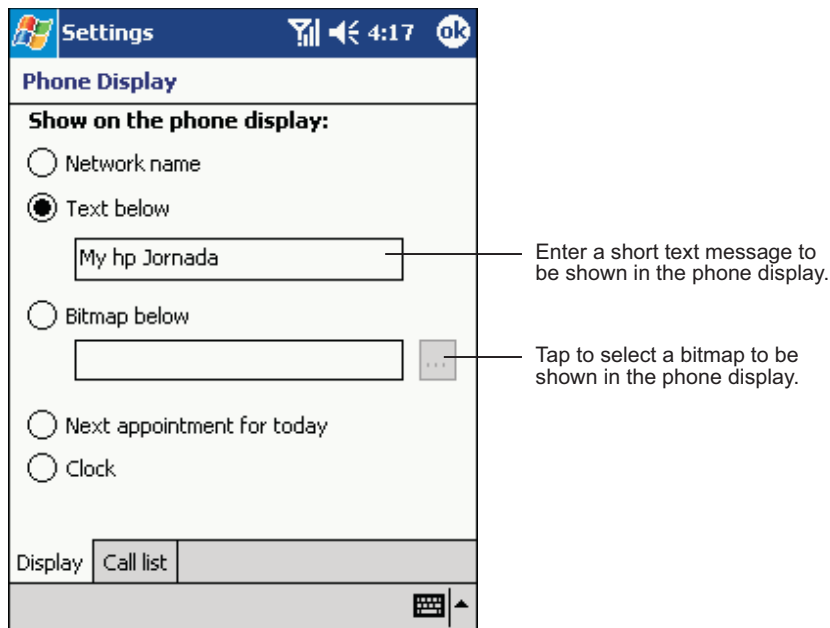 Settings 4:17 ok
Phone Display
Show on the phone display:
Network name
Text below
My hp Jornada
Enter a short text message to
be shown in the phone display.
Bitmap below
...
Tap to select a bitmap to be
shown in the phone display.
Next appointment for today
Clock
Display Call list